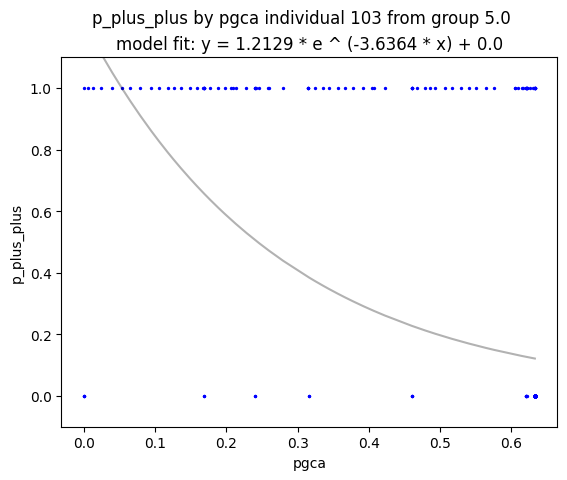 p_plus_plus by pgca individual 103 from group 5.0
model fit: y = 1.2129 * e ^ (-3.6364 * x) + 0.0
1.0
0.8
0.6
0.4
0.2
0.0
p_plus_plus
0.0 0.1 0.2 0.3 0.4 0.5 0.6
pgca